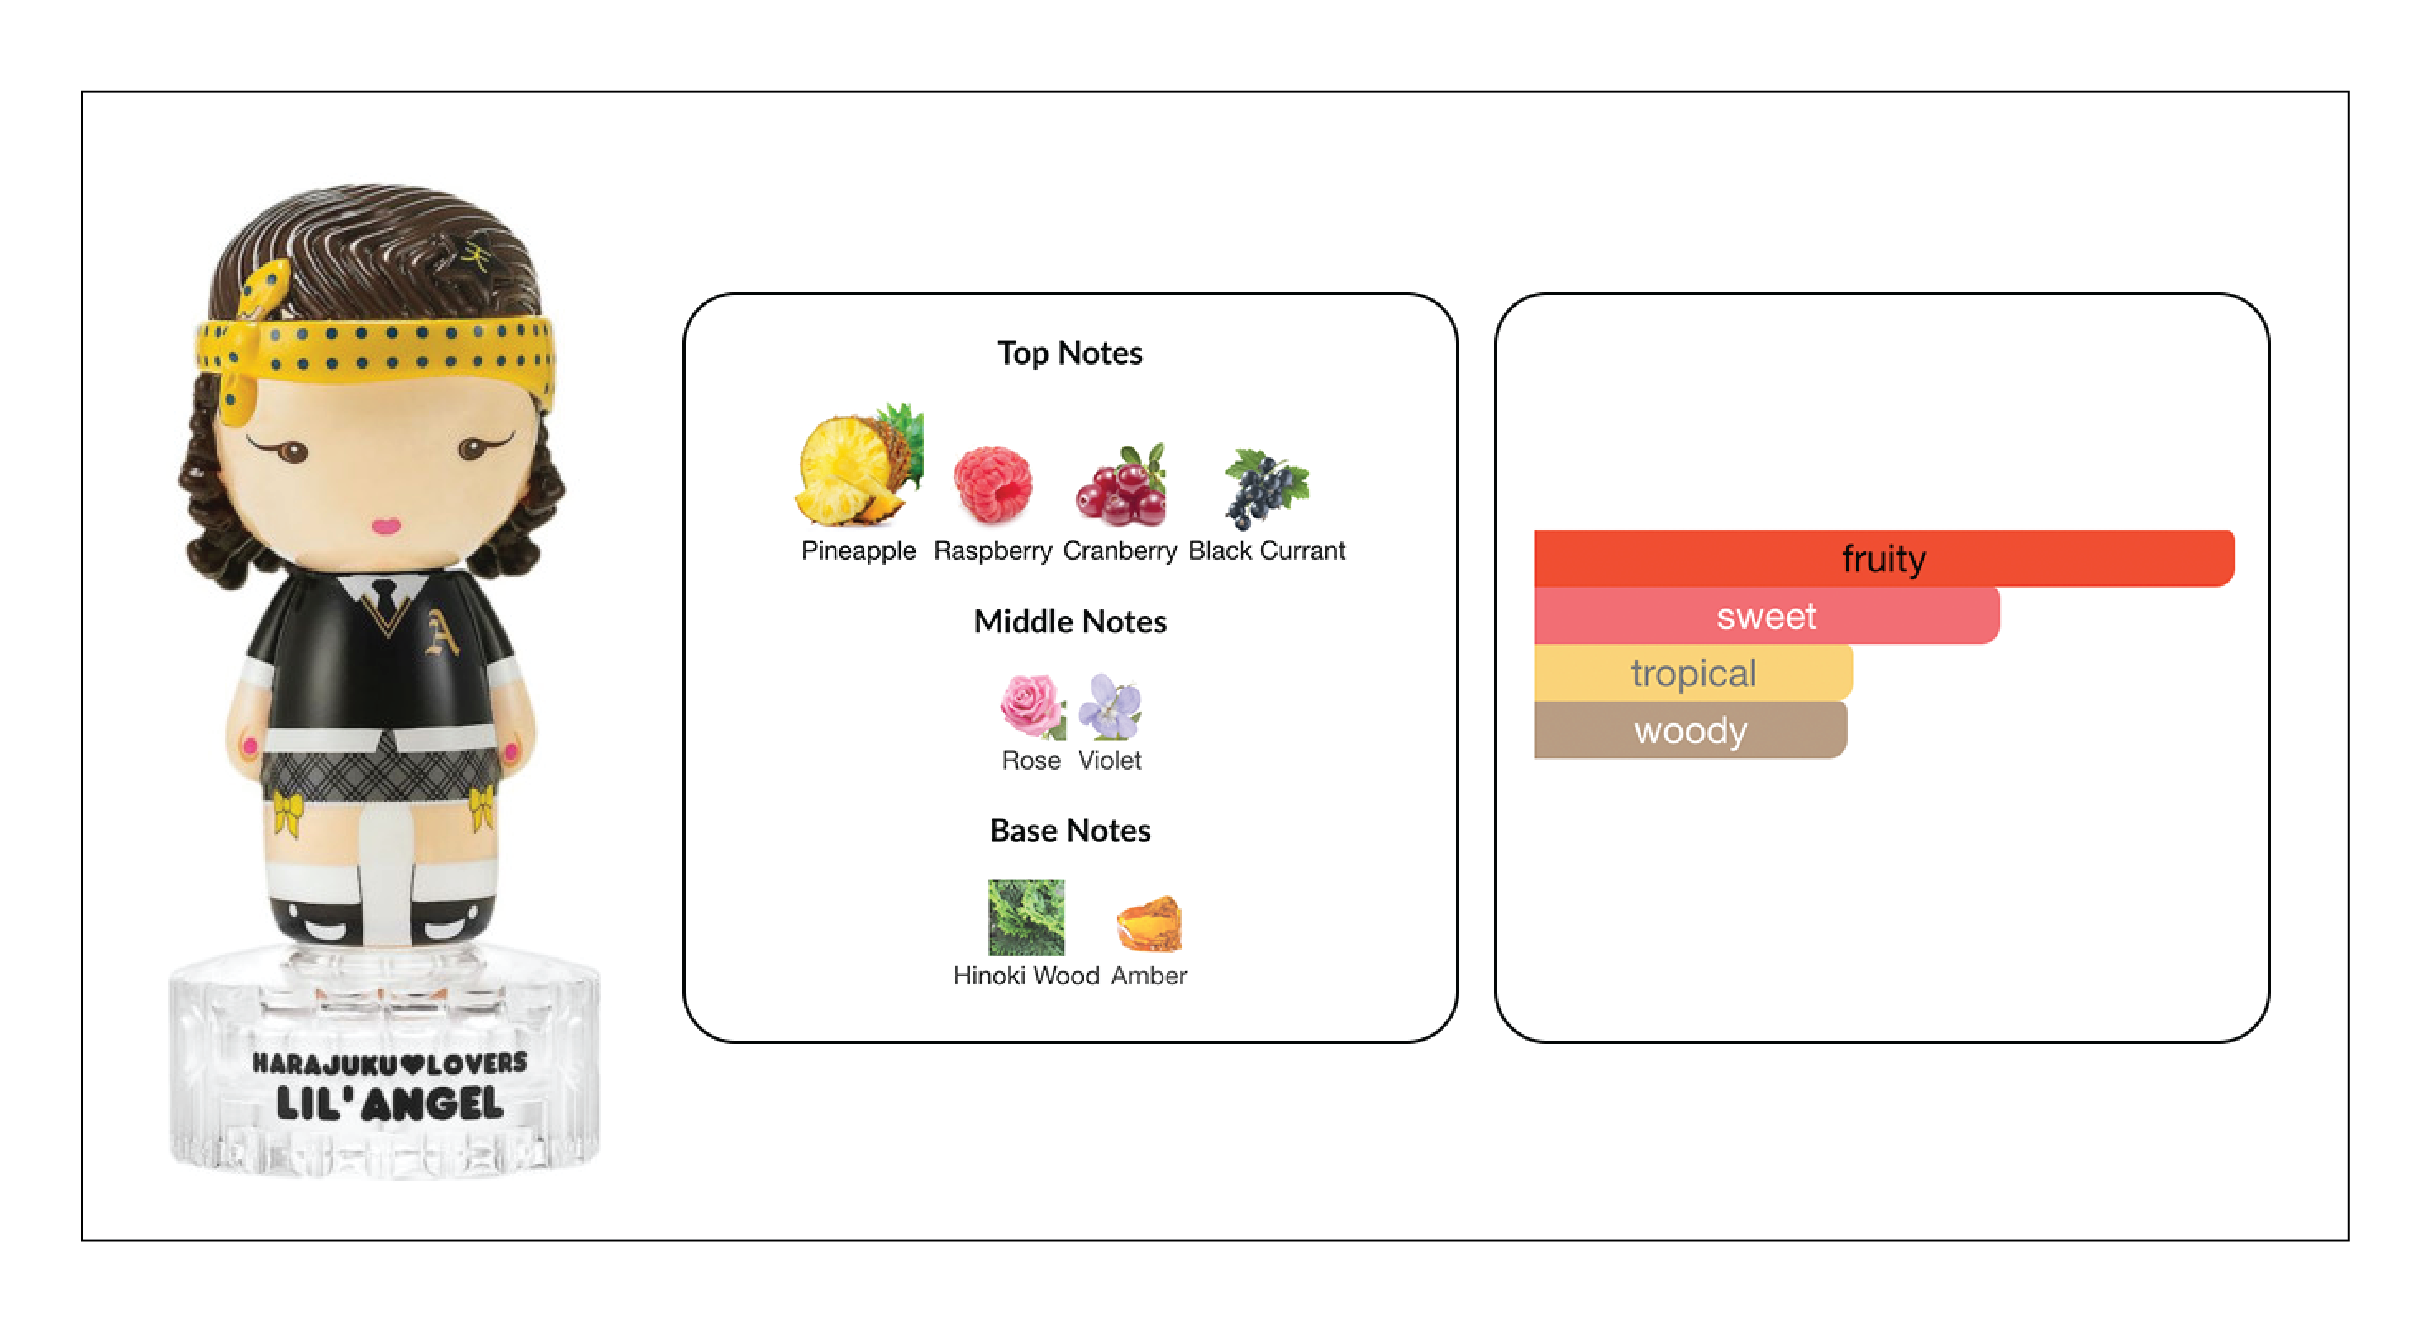 Top Notes
Pineapple Raspberry Cranberry Black Currant
Middle Notes
Rose Violet
Base Notes
Hinoki Wood Amber
fruity
sweet
tropical
woody
A
HARAJUKU♥LOVERS
LIL' ANGEL